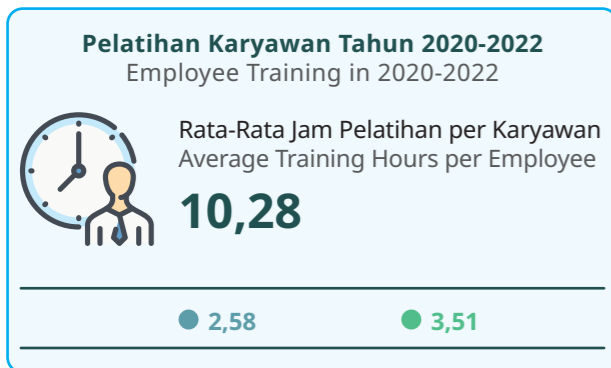 Pelatihan Karyawan Tahun 2020-2022
Employee Training in 2020-2022
Rata-Rata Jam Pelatihan per Karyawan
Average Training Hours per Employee
10,28
2,58 3,51